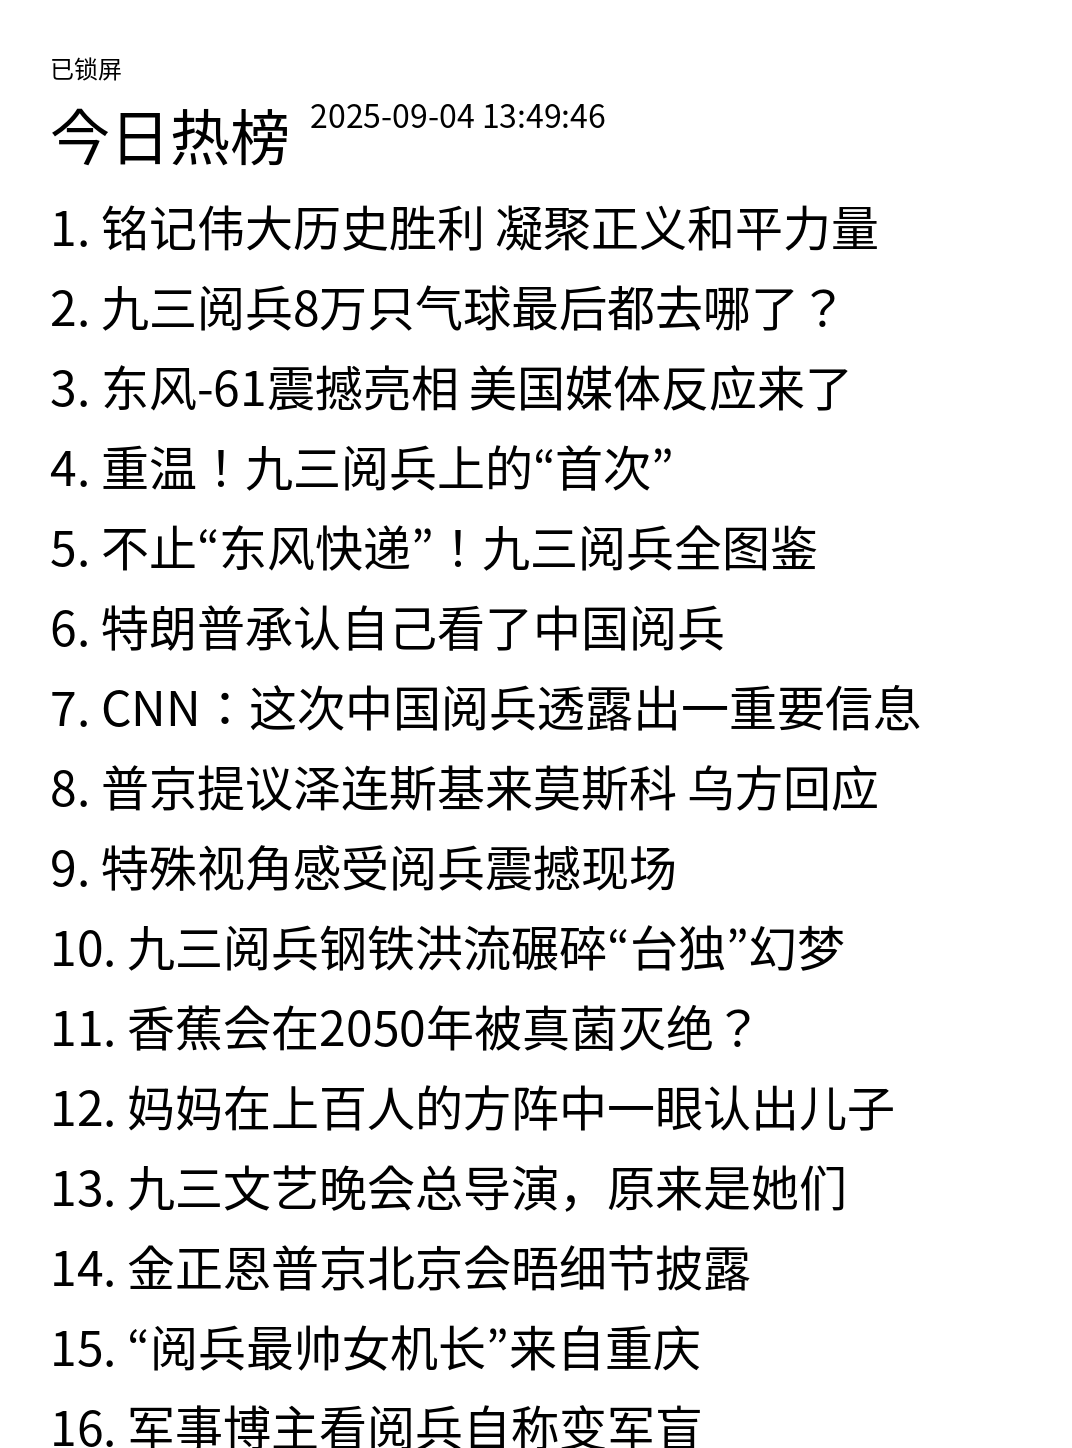 已锁屏
今日热榜 2025-09-04 13:49:46
1. 铭记伟大历史胜利 凝聚正义和平力量
2. 九三阅兵8万只气球最后都去哪了？
3. 东风-61震撼亮相 美国媒体反应来了
4. 重温！九三阅兵上的“首次”
5. 不止“东风快递”！九三阅兵全图鉴
6. 特朗普承认自己看了中国阅兵
7. CNN：这次中国阅兵透露出一重要信息
8. 普京提议泽连斯基来莫斯科 乌方回应
9. 特殊视角感受阅兵震撼现场
10. 九三阅兵钢铁洪流碾碎“台独”幻梦
11. 香蕉会在2050年被真菌灭绝？
12. 妈妈在上百人的方阵中一眼认出儿子
13. 九三文艺晚会总导演，原来是她们
14. 金正恩普京北京会晤细节披露
15. “阅兵最帅女机长”来自重庆
16. 军事博主看阅兵自称变军盲